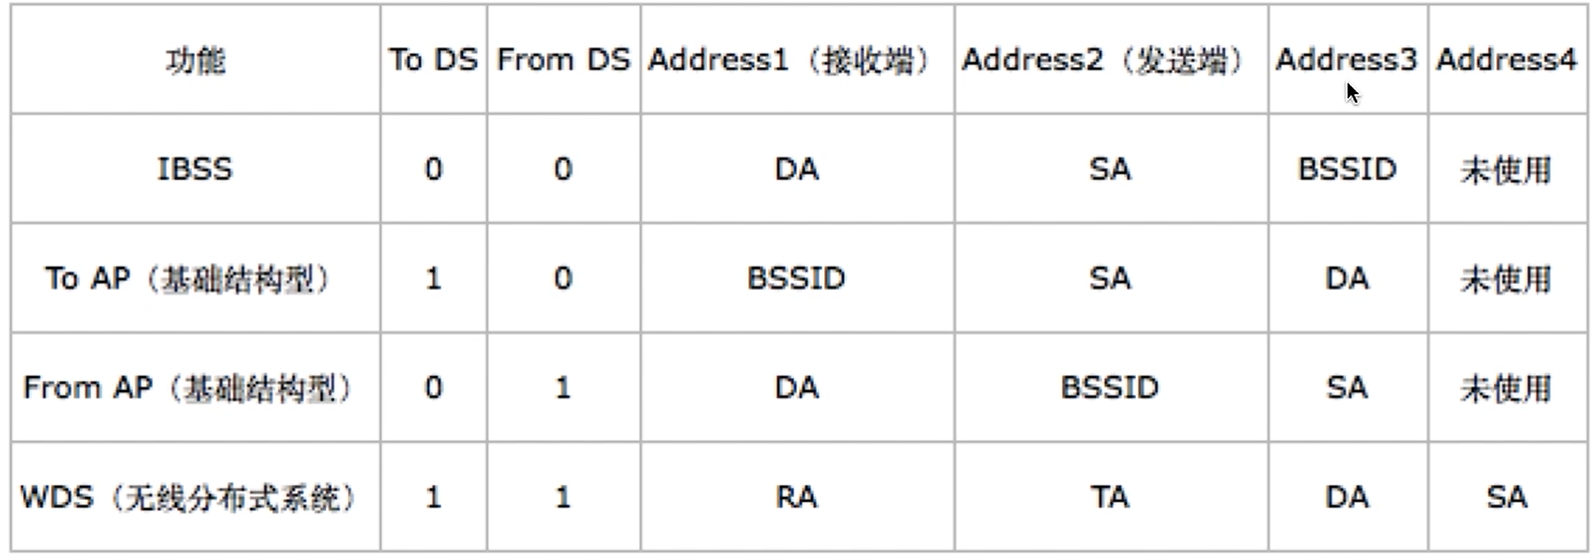 功能 To DS From DS Address1（接收端） Address2（发送端） Address3 Address4
IBSS 0 0 DA SA BSSID 未使用
To AP（基础结构型） 1 0 BSSID SA DA 未使用
From AP（基础结构型） 0 1 DA BSSID SA 未使用
WDS（无线分布式系统） 1 1 RA TA DA SA